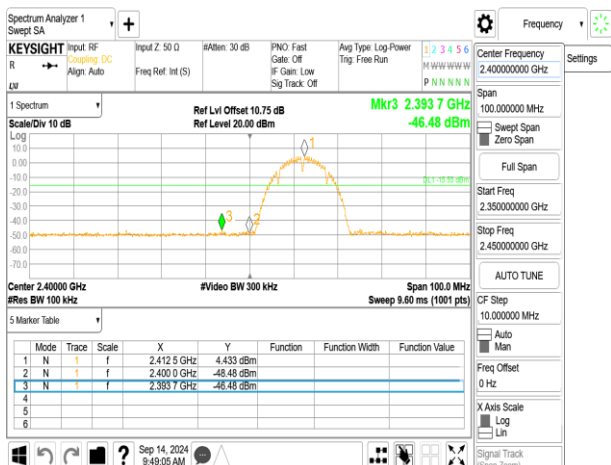 Spectrum Analyzer 1
Swept SA
Frequency
KEYSIGHT
R
LXI
Input: RF
Coupling: DC
Align: Auto
Input Z: 50 Ω
Freq Ref: Int (S)
#Atten: 30 dB
PNO: Fast
Gate: Off
IF Gain: Low
Sig Track: Off
Avg Type: Log-Power
Trig: Free Run
1 2 3 4 5 6
M W W W W W
P N N N N N
1 Spectrum
Scale/Div 10 dB
Ref Lvl Offset 10.75 dB
Ref Level 20.00 dBm
Mkr3 2.393 7 GHz
-46.48 dBm
Log
10.0
0.00
-10.0
-20.0
-30.0
-40.0
-50.0
-60.0
-70.0
1
2
3
Center 2.40000 GHz
#Res BW 100 kHz
#Video BW 300 kHz
Span 100.0 MHz
Sweep 9.60 ms (1001 pts)
5 Marker Table
Mode Trace Scale X Y Function Function Width Function Value
1 N 1 f 2.412 5 GHz 4.433 dBm
2 N 1 f 2.400 0 GHz -48.48 dBm
3 N 1 f 2.393 7 GHz -46.48 dBm
4
5
6
Sep 14, 2024
9:49:05 AM
Center Frequency
2.400000000 GHz
Span
100.000000 MHz
Swept Span
Zero Span
Full Span
Start Freq
2.350000000 GHz
Stop Freq
2.450000000 GHz
AUTO TUNE
CF Step
10.000000 MHz
Auto
Man
Freq Offset
0 Hz
X Axis Scale
Log
Lin
Signal Track
(Span Zoom)
Settings